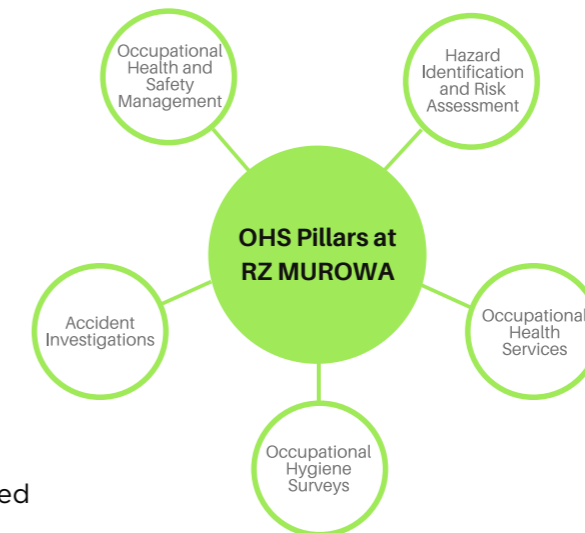 Occupational
Health and
Safety
Management
Hazard
Identification
and Risk
Assessment
OHS Pillars at
RZ MUROWA
Accident
Investigations
Occupational
Health
Services
Occupational
Hygiene
Surveys
ed